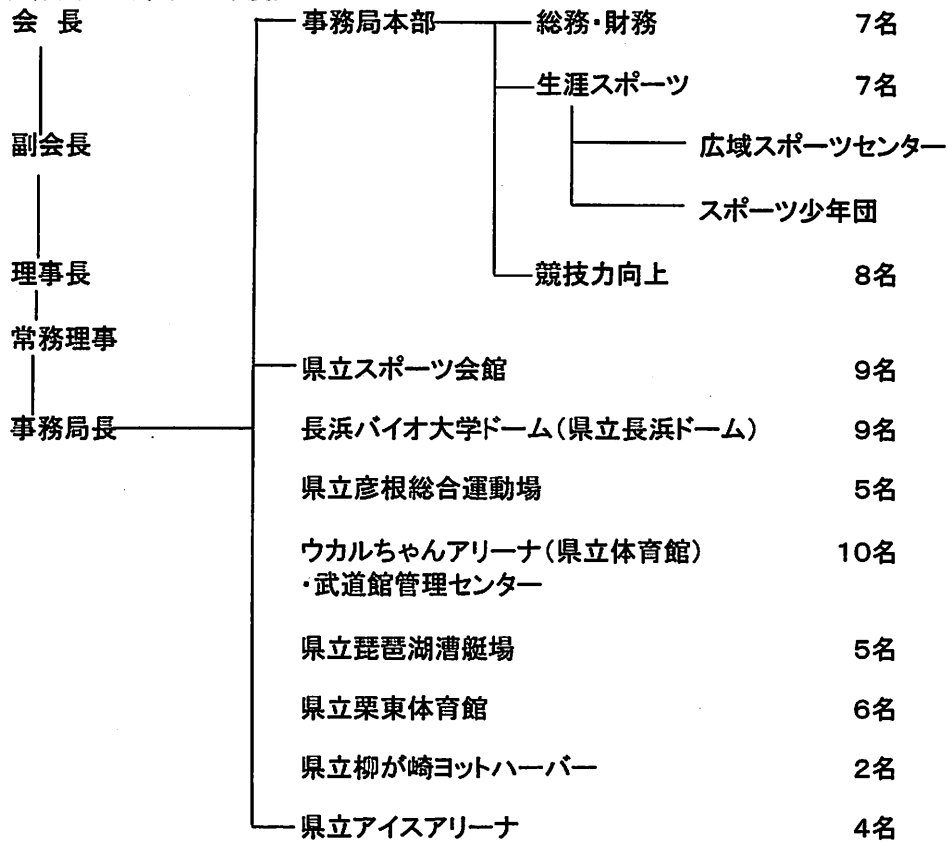 会 長
事務局本部 総務・財務 7名
生涯スポーツ 7名
副会長
広域スポーツセンター
スポーツ少年団
理事長
競技力向上 8名
常務理事
県立スポーツ会館 9名
事務局長 長浜バイオ大学ドーム(県立長浜ドーム) 9名
県立彦根総合運動場 5名
ウカルちゃんアリーナ(県立体育館) 10名
・武道館管理センター
県立琵琶湖漕艇場 5名
県立栗東体育館 6名
県立柳が崎ヨットハーバー 2名
県立アイスアリーナ 4名